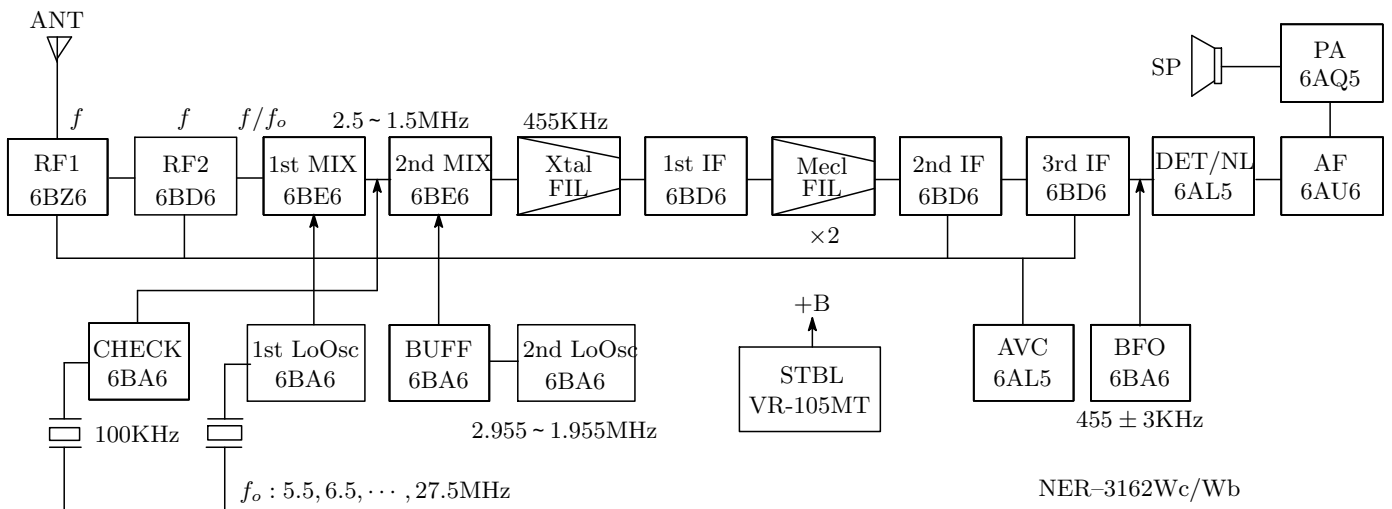 ANT
PA
6AQ5
SP
f
f
f/fo
2.5 ~ 1.5MHz
455KHz
RF1
6BZ6
RF2
6BD6
1st MIX
6BE6
2nd MIX
6BE6
Xtal
FIL
1st IF
6BD6
Mecl
FIL
2nd IF
6BD6
3rd IF
6BD6
DET/NL
6AL5
AF
6AU6
×2
+B
CHECK
6BA6
1st LoOsc
6BA6
BUFF
6BA6
2nd LoOsc
6BA6
STBL
VR-105MT
AVC
6AL5
BFO
6BA6
100KHz
2.955 ~ 1.955MHz
455 ± 3KHz
fo : 5.5, 6.5, ··· , 27.5MHz
NER–3162Wc/Wb